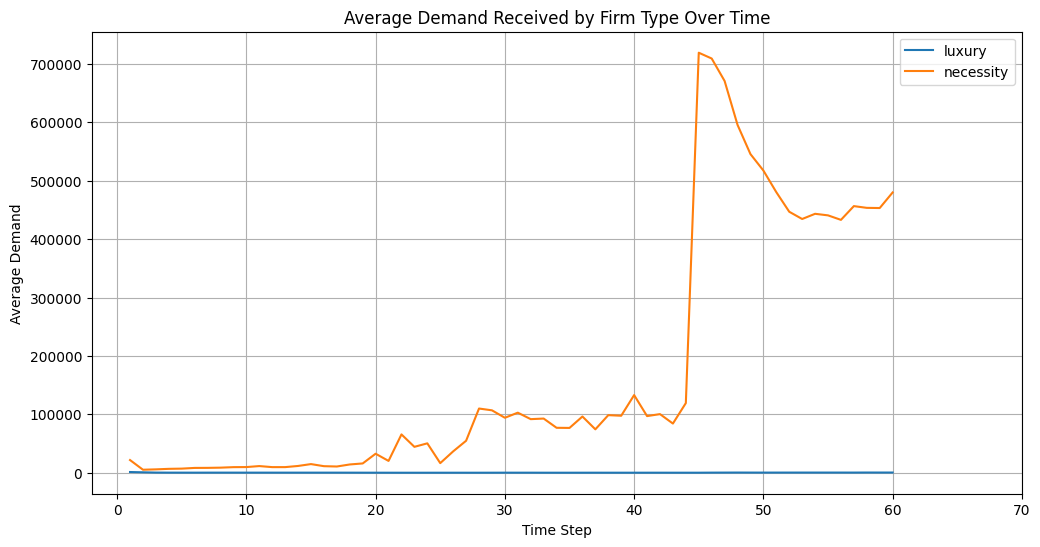 Average Demand Received by Firm Type Over Time
luxury
necessity
700000
600000
500000
400000
300000
200000
100000
0
Average Demand
0 10 20 30 40 50 60 70
Time Step